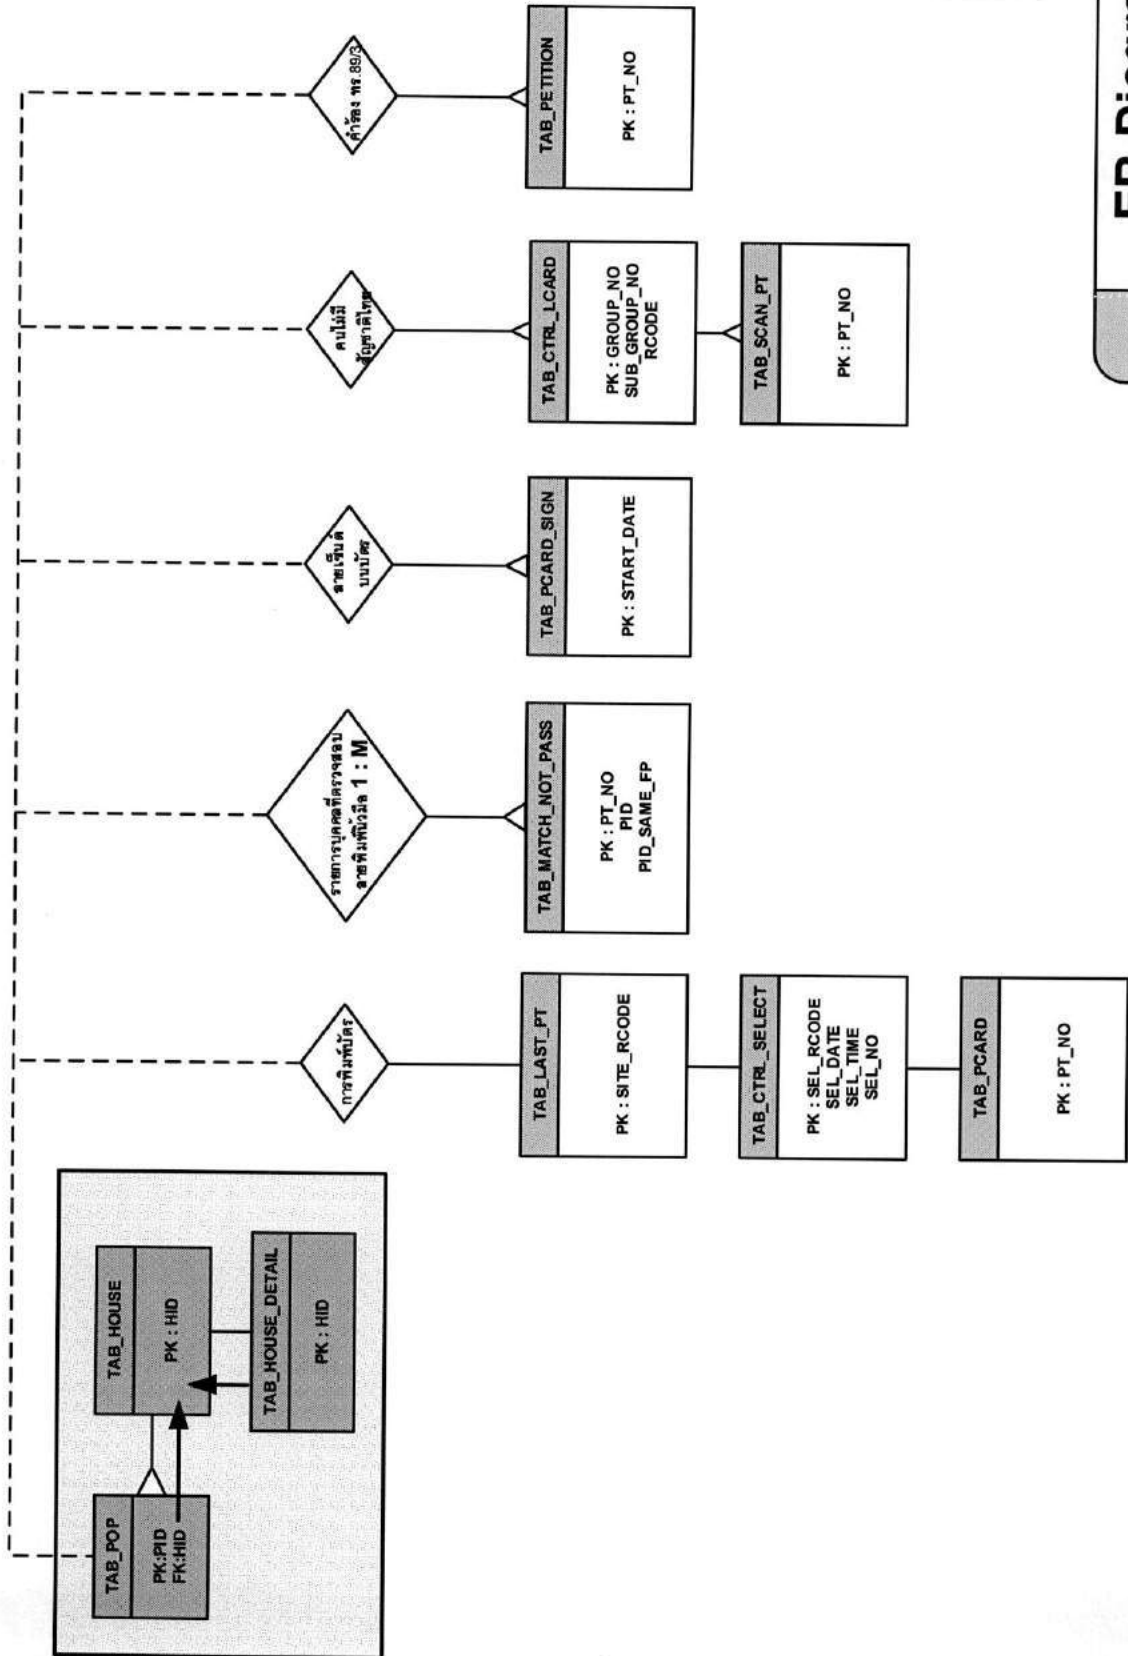 TAB_POP
PK:PID
FK:HID
TAB_HOUSE
PK : HID
TAB_HOUSE_DETAIL
PK : HID
การพิมพ์บัตร
TAB_LAST_PT
PK : SITE_RCODE
TAB_CTRL_SELECT
PK : SEL_RCODE
SEL_DATE
SEL_TIME
SEL_NO
TAB_PCARD
PK : PT_NO
รายการบุคคลที่ตรวจสอบ
ลายพิมพ์นิ้วมือ 1 : M
TAB_MATCH_NOT_PASS
PK : PT_NO
PID
PID_SAME_FP
ลายเซ็นต์
บนบัตร
TAB_PCARD_SIGN
PK : START_DATE
คนไม่มี
สัญชาติไทย
TAB_CTRL_LCARD
PK : GROUP_NO
SUB_GROUP_NO
RCODE
TAB_SCAN_PT
PK : PT_NO
คำร้อง ทร.89/3
TAB_PETITION
PK : PT_NO